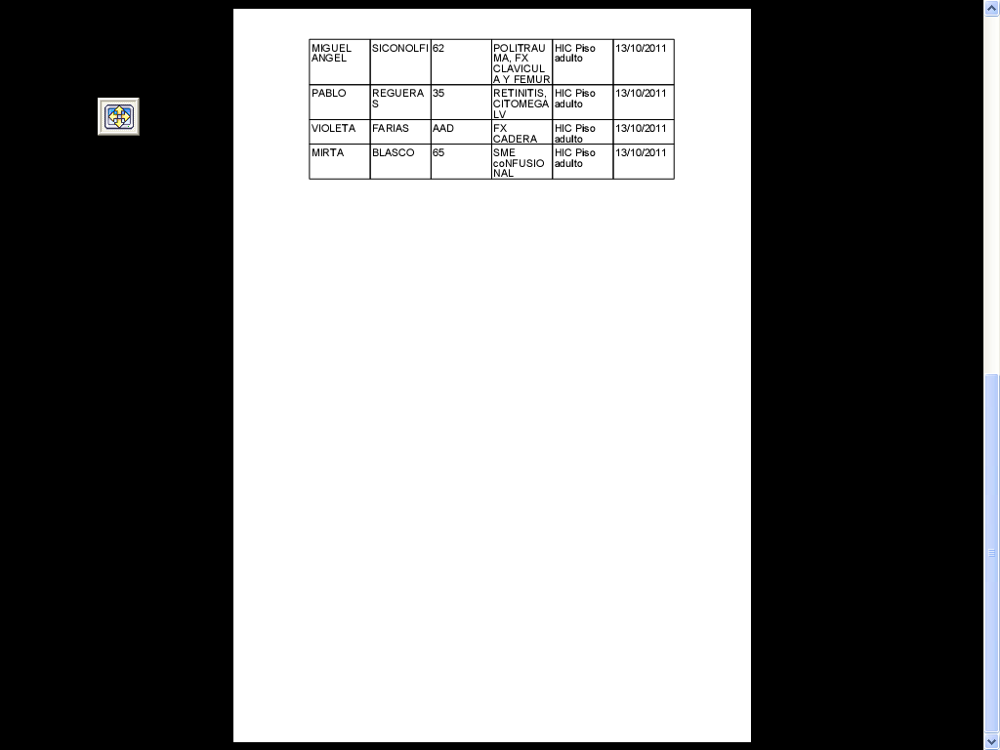 MIGUEL ANGEL SICONOLFI 62 POLITRAUMA, FX CLAVICULA Y FEMUR HIC Piso adulto 13/10/2011
PABLO REGUERAS 35 RETINITIS, CITOMEGALV HIC Piso adulto 13/10/2011
VIOLETA FARIAS AAD FX CADERA HIC Piso adulto 13/10/2011
MIRTA BLASCO 65 SME coNFUSIONAL HIC Piso adulto 13/10/2011